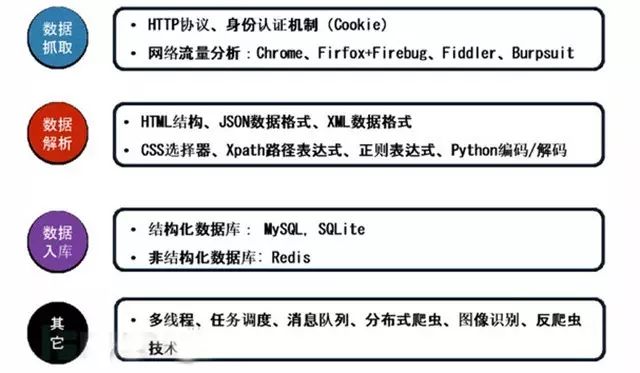 数据
抓取
• HTTP协议、身份认证机制（Cookie）
• 网络流量分析：Chrome、Firfox+Firebug、Fiddler、Burpsuit
数据
解析
• HTML结构、JSON数据格式、XML数据格式
• CSS选择器、Xpath路径表达式、正则表达式、Python编码/解码
数据
入库
• 结构化数据库： MySQL, SQLite
• 非结构化数据库：Redis
其
它
• 多线程、任务调度、消息队列、分布式爬虫、图像识别、反爬虫
技术